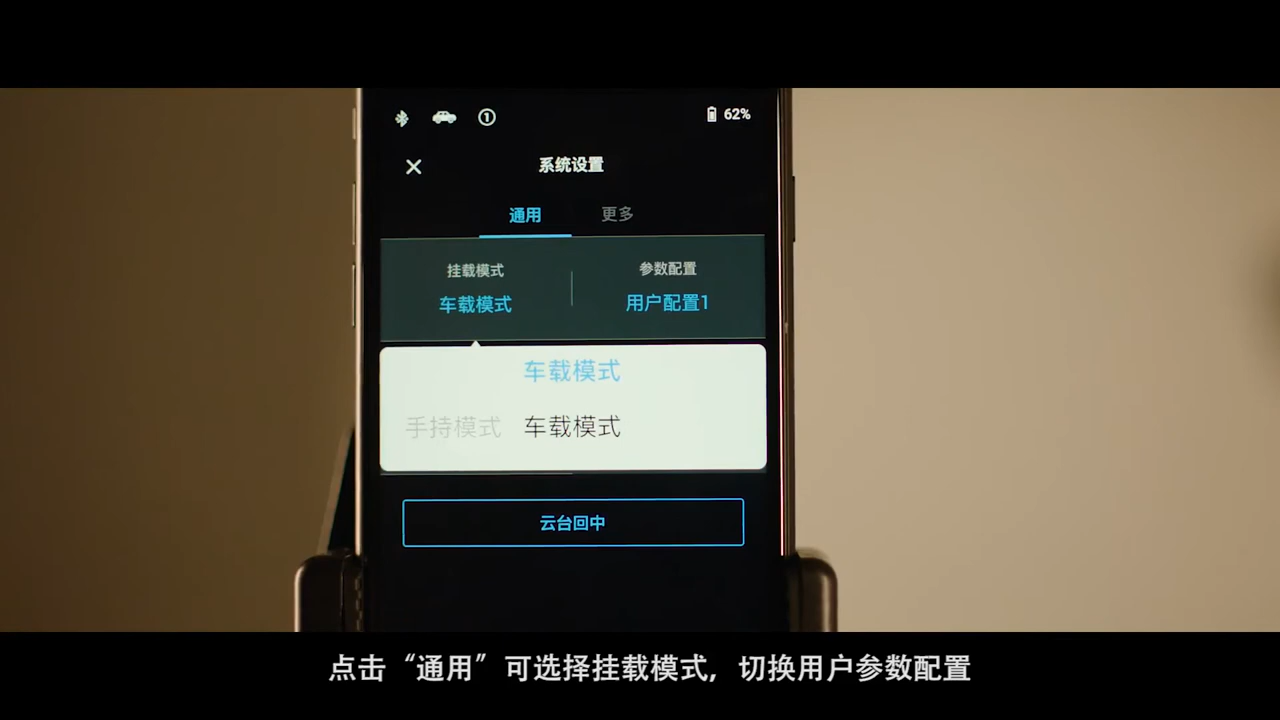 ① 62%
系统设置
通用 更多
挂载模式 参数配置
车载模式 用户配置1
车载模式
手持模式 车载模式
云台回中
点击“通用”可选择挂载模式，切换用户参数配置